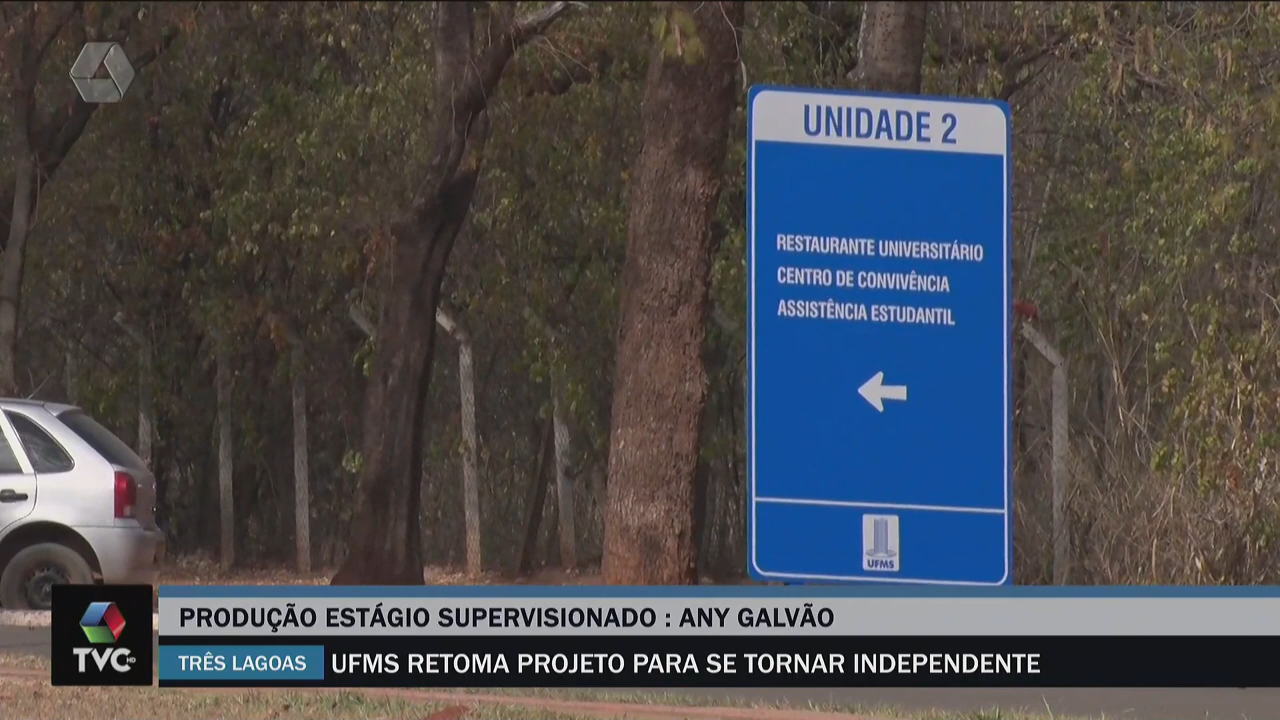 UNIDADE 2
RESTAURANTE UNIVERSITÁRIO
CENTRO DE CONVIVÊNCIA
ASSISTÊNCIA ESTUDANTIL
UFMS
PRODUÇÃO ESTÁGIO SUPERVISIONADO : ANY GALVÃO
TVC HD
TRÊS LAGOAS UFMS RETOMA PROJETO PARA SE TORNAR INDEPENDENTE